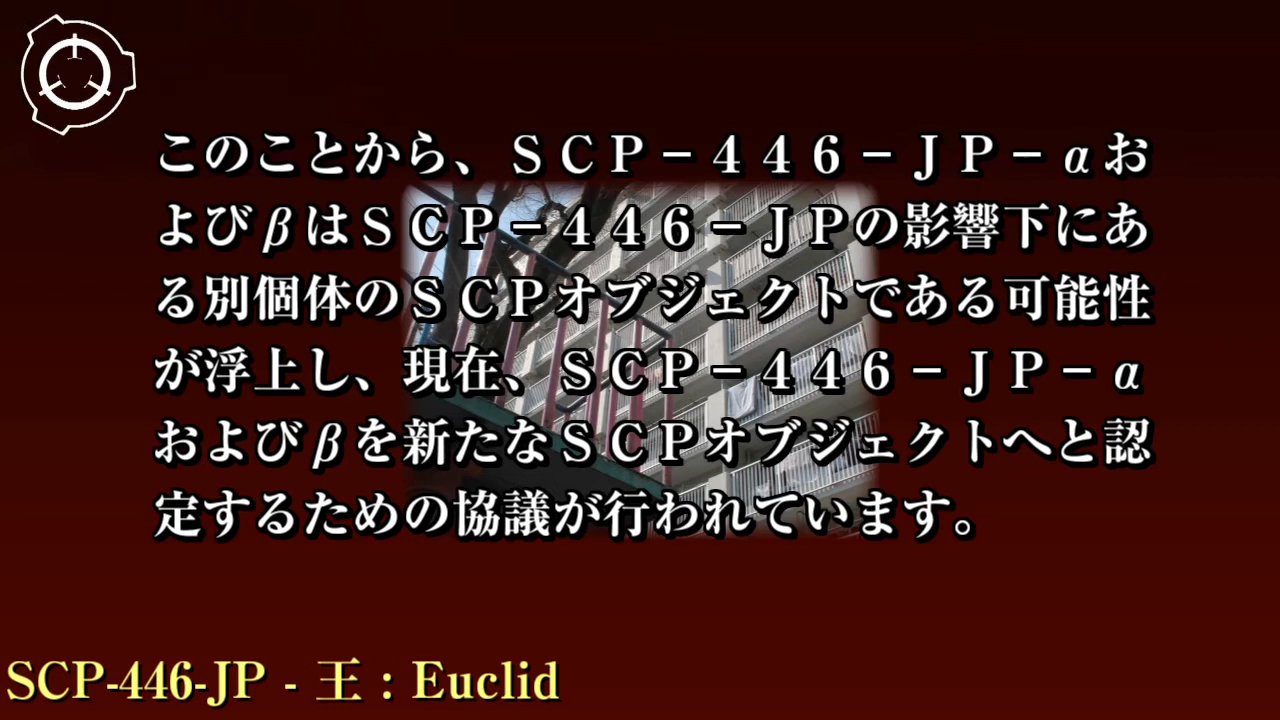 このことから、ＳＣＰ－４４６－ＪＰ－αお
よびβはＳＣＰ－４４６－ＪＰの影響下にあ
る別個体のＳＣＰオブジェクトである可能性
が浮上し、現在、ＳＣＰ－４４６－ＪＰ－α
およびβを新たなＳＣＰオブジェクトへと認
定するための協議が行われています。
SCP-446-JP - 王 : Euclid